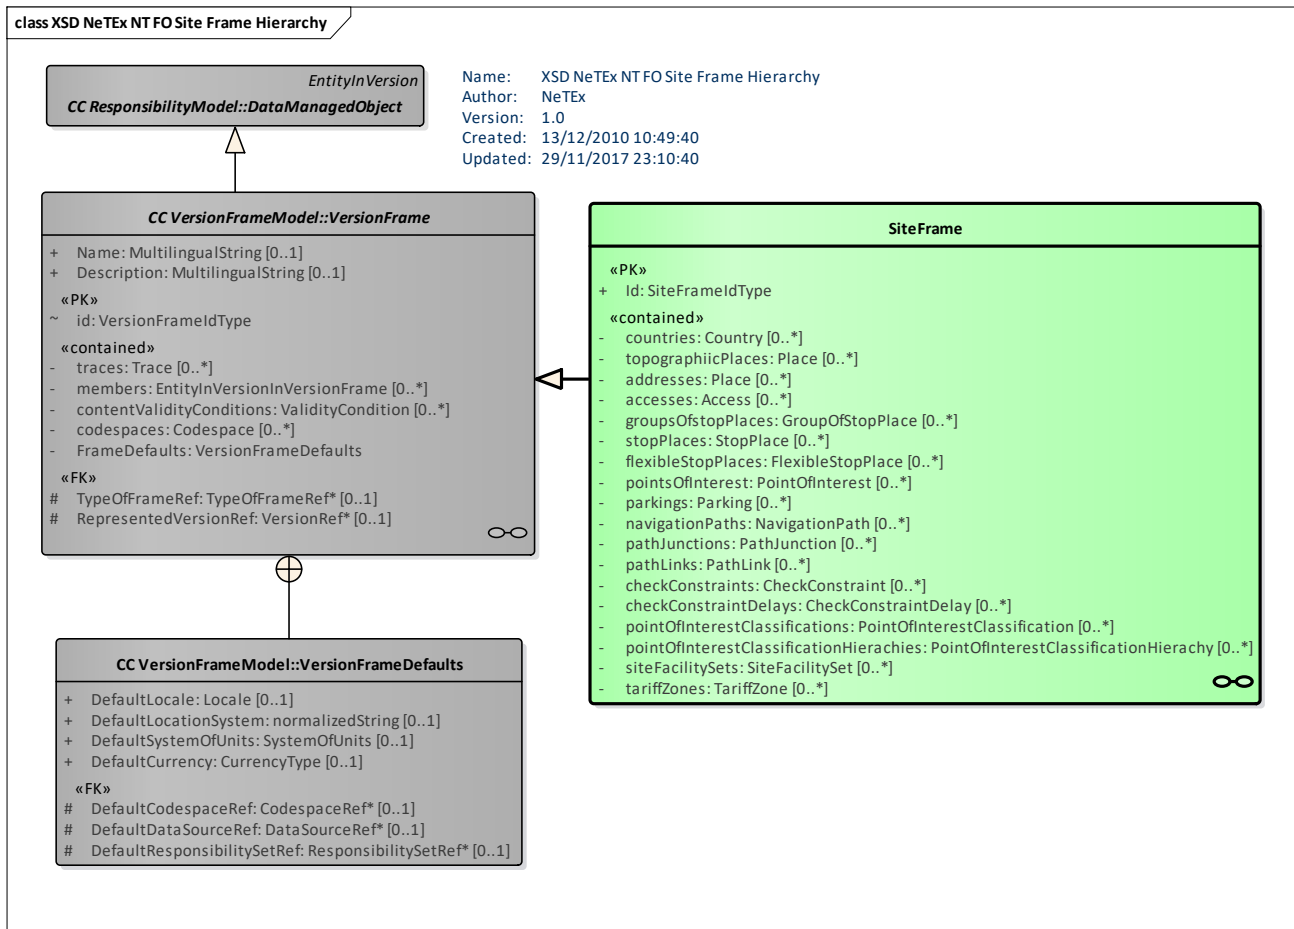 class XSD NeTEx NT FO Site Frame Hierarchy
EntityInVersion
CC ResponsibilityModel::DataManagedObject
Name: XSD NeTEx NT FO Site Frame Hierarchy
Author: NeTEx
Version: 1.0
Created: 13/12/2010 10:49:40
Updated: 29/11/2017 23:10:40
CC VersionFrameModel::VersionFrame
+ Name: MultilingualString [0..1]
+ Description: MultilingualString [0..1]
«PK»
~ id: VersionFrameIdType
«contained»
- traces: Trace [0..*]
- members: EntityInVersionInVersionFrame [0..*]
- contentValidityConditions: ValidityCondition [0..*]
- codespaces: Codespace [0..*]
- FrameDefaults: VersionFrameDefaults
«FK»
# TypeOfFrameRef: TypeOfFrameRef* [0..1]
# RepresentedVersionRef: VersionRef* [0..1]
SiteFrame
«PK»
+ Id: SiteFrameIdType
«contained»
- countries: Country [0..*]
- topographiicPlaces: Place [0..*]
- addresses: Place [0..*]
- accesses: Access [0..*]
- groupsOfstopPlaces: GroupOfStopPlace [0..*]
- stopPlaces: StopPlace [0..*]
- flexibleStopPlaces: FlexibleStopPlace [0..*]
- pointsOfInterest: PointOfInterest [0..*]
- parkings: Parking [0..*]
- navigationPaths: NavigationPath [0..*]
- pathJunctions: PathJunction [0..*]
- pathLinks: PathLink [0..*]
- checkConstraints: CheckConstraint [0..*]
- checkConstraintDelays: CheckConstraintDelay [0..*]
- pointOfInterestClassifications: PointOfInterestClassification [0..*]
- pointOfInterestClassificationHierachies: PointOfInterestClassificationHierarchy [0..*]
- siteFacilitySets: SiteFacilitySet [0..*]
- tariffZones: TariffZone [0..*]
CC VersionFrameModel::VersionFrameDefaults
+ DefaultLocale: Locale [0..1]
+ DefaultLocationSystem: normalizedString [0..1]
+ DefaultSystemOfUnits: SystemOfUnits [0..1]
+ DefaultCurrency: CurrencyType [0..1]
«FK»
# DefaultCodespaceRef: CodespaceRef* [0..1]
# DefaultDataSourceRef: DataSourceRef* [0..1]
# DefaultResponsibilitySetRef: ResponsibilitySetRef* [0..1]